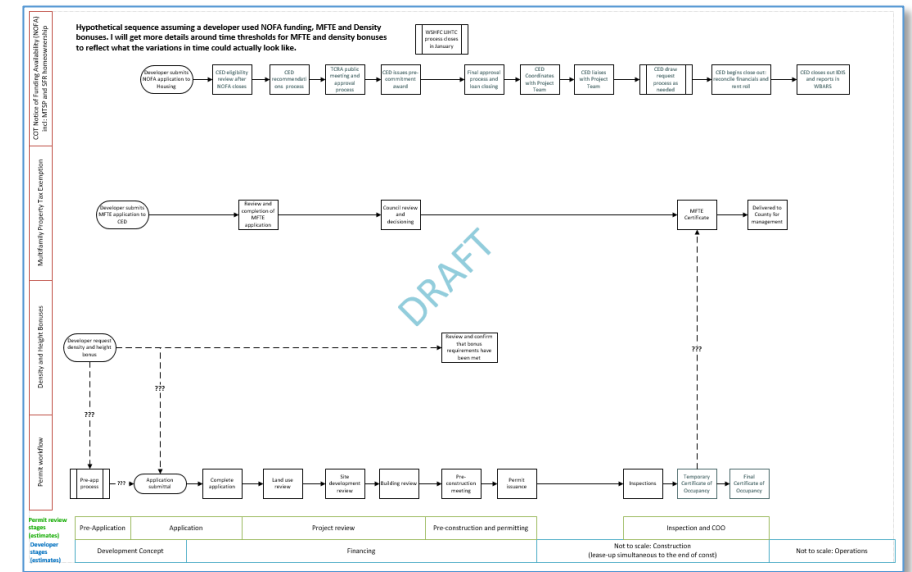 COT Notice of Funding Availability (NOFA)
incl: MTSP and SFR homeownership
Hypothetical sequence assuming a developer used NOFA funding, MFTE and Density
bonuses. I will get more details around time thresholds for MFTE and density bonuses
to reflect what the variations in time could actually look like.
WSHFC LIHTC
process closes
in January
Developer submits
NOFA application to
Housing
CED eligibility
review after
NOFA closes
CED
recommendati
ons process
TCRA public
meeting and
approval
process
CED issues pre-
commitment
award
Final approval
process and
loan closing
CED
Coordinates
with Project
Team
CED liaises
with Project
Team
CED draw
request
process as
needed
CED begins close-out:
reconcile financials and
rent roll
CED closes out IDIS
and reports in
WBARS
Multifamily Property Tax Exemption
Developer submits
MFTE application to
CED
Review and
completion of
MFTE
application
Council review
and
decisioning
MFTE
Certificate
Delivered to
County for
management
DRAFT
Density and Height Bonuses
Developer request
density and height
bonus
Review and confirm
that bonus
requirements have
been met
???
???
???
Permit workflow
Pre-app
process
???
Application
submittal
Complete
application
Land use
review
Site
development
review
Building review
Pre-
construction
meeting
Permit
issuance
Inspections
Temporary
Certificate of
Occupancy
Final
Certificate of
Occupancy
Permit review
stages
(estimates)
Pre-Application
Application
Project review
Pre-construction and permitting
Inspection and COO
Developer
stages
(estimates)
Development Concept
Financing
Not to scale: Construction
(lease-up simultaneous to the end of const)
Not to scale: Operations